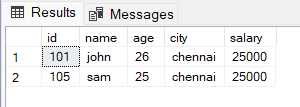 Results Messages
id name age city salary
1 101 john 26 chennai 25000
2 105 sam 25 chennai 25000